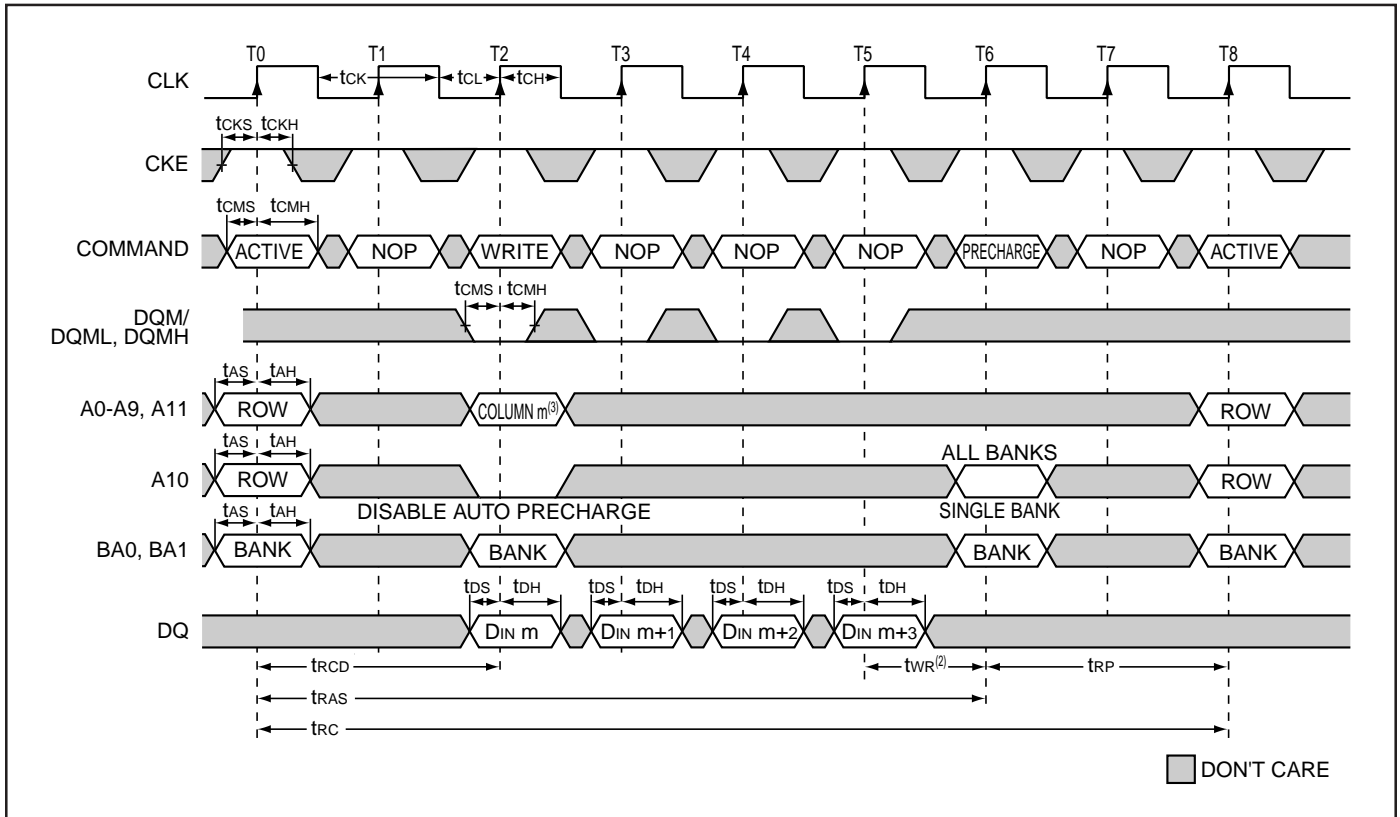 T0 T1 T2 T3 T4 T5 T6 T7 T8
CLK tCK tCL tCH
tCKS tCKH
CKE
tCMS tCMH
COMMAND ACTIVE NOP WRITE NOP NOP NOP PRECHARGE NOP ACTIVE
tCMS tCMH
DQM/
DQML, DQMH
tAS tAH
A0-A9, A11 ROW COLUMN m(3) ROW
tAS tAH ALL BANKS
A10 ROW ROW
DISABLE AUTO PRECHARGE SINGLE BANK
tAS tAH
BA0, BA1 BANK BANK BANK BANK
tDS tDH tDS tDH tDS tDH tDS tDH
DQ DIN m DIN m+1 DIN m+2 DIN m+3
tRCD tWR(2) tRP
tRAS
tRC
DON'T CARE